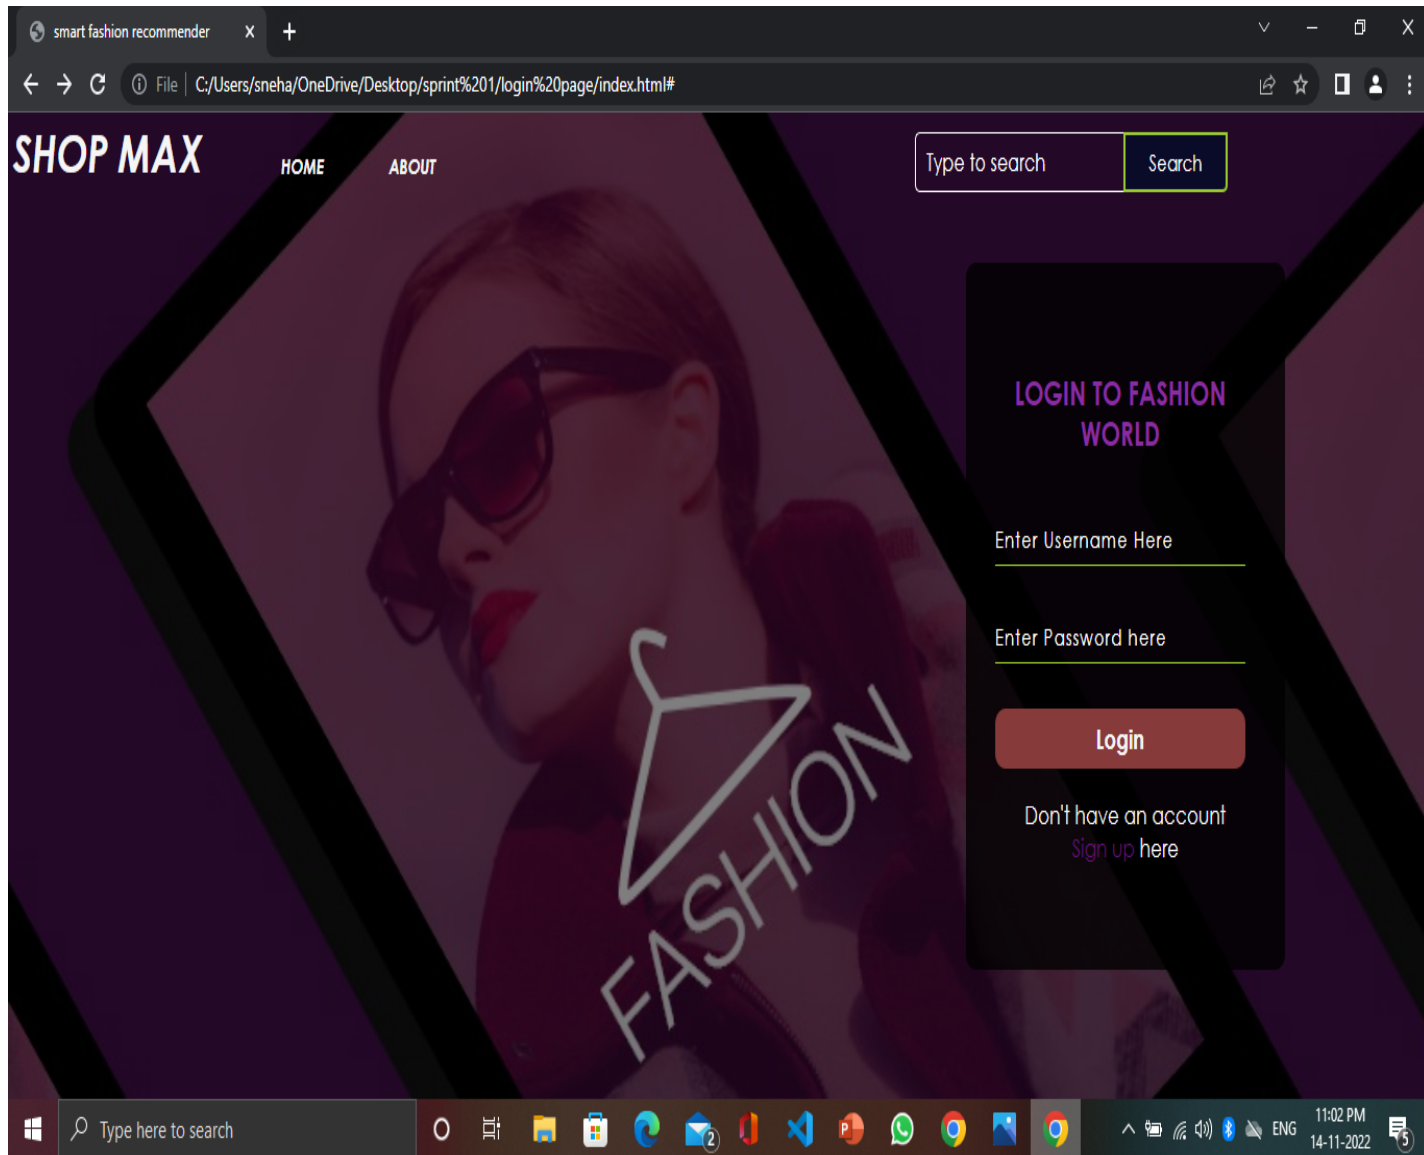 smart fashion recommender
File | C:/Users/sneha/OneDrive/Desktop/sprint%201/login%20page/index.html#
SHOP MAX
HOME
ABOUT
Type to search
Search
LOGIN TO FASHION
WORLD
Enter Username Here
Enter Password here
Login
Don't have an account
Sign up here
FASHION
Type here to search
2
ENG
11:02 PM
14-11-2022
5